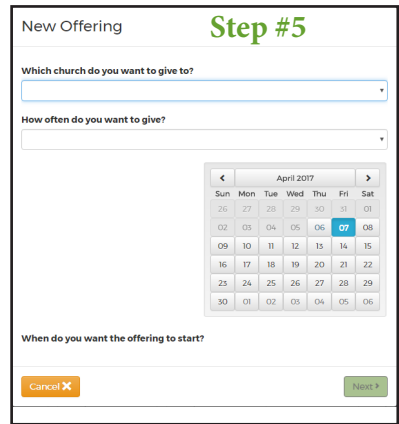 New Offering
Step #5
Which church do you want to give to?
How often do you want to give?
April 2017
Sun Mon Tue Wed Thu Fri Sat
26 27 28 29 30 31 01
02 03 04 05 06 07 08
09 10 11 12 13 14 15
16 17 18 19 20 21 22
23 24 25 26 27 28 29
30 01 02 03 04 05 06
When do you want the offering to start?
Cancel
Next